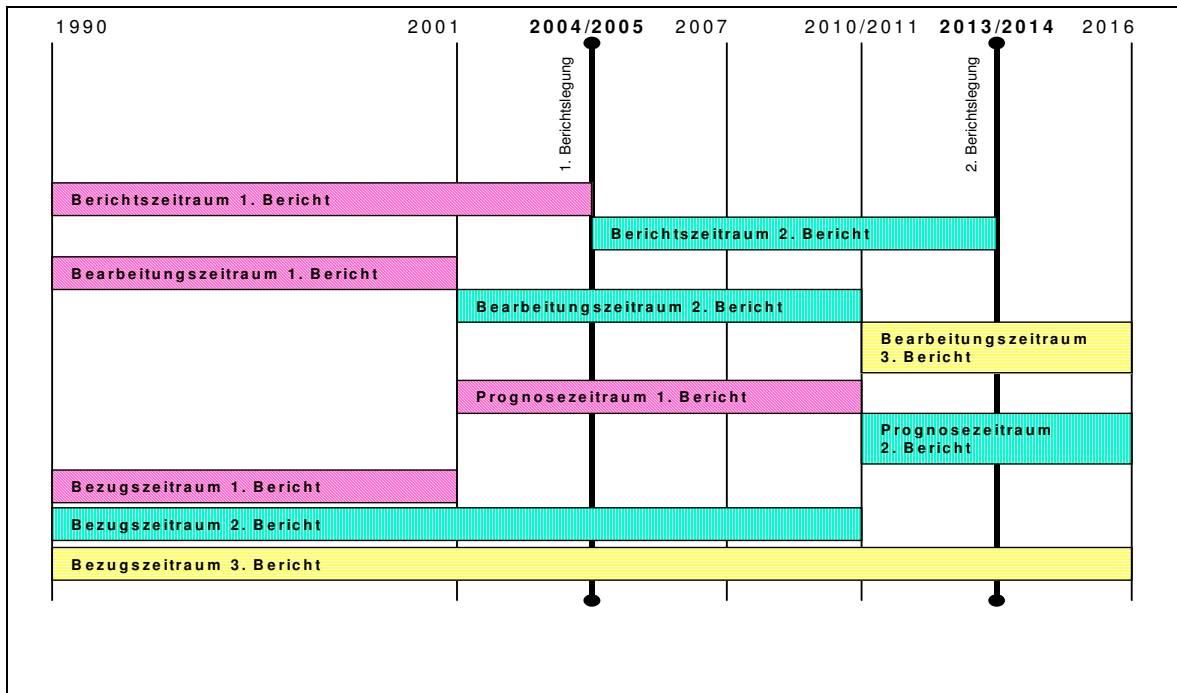 1990 2001 2004/2005 2007 2010/2011 2013/2014 2016
1. Berichtslegung
2. Berichtslegung
Berichtszeitraum 1. Bericht
Berichtszeitraum 2. Bericht
Bearbeitungszeitraum 1. Bericht
Bearbeitungszeitraum 2. Bericht
Bearbeitungszeitraum
3. Bericht
Prognosezeitraum 1. Bericht
Prognosezeitraum
2. Bericht
Bezugszeitraum 1. Bericht
Bezugszeitraum 2. Bericht
Bezugszeitraum 3. Bericht